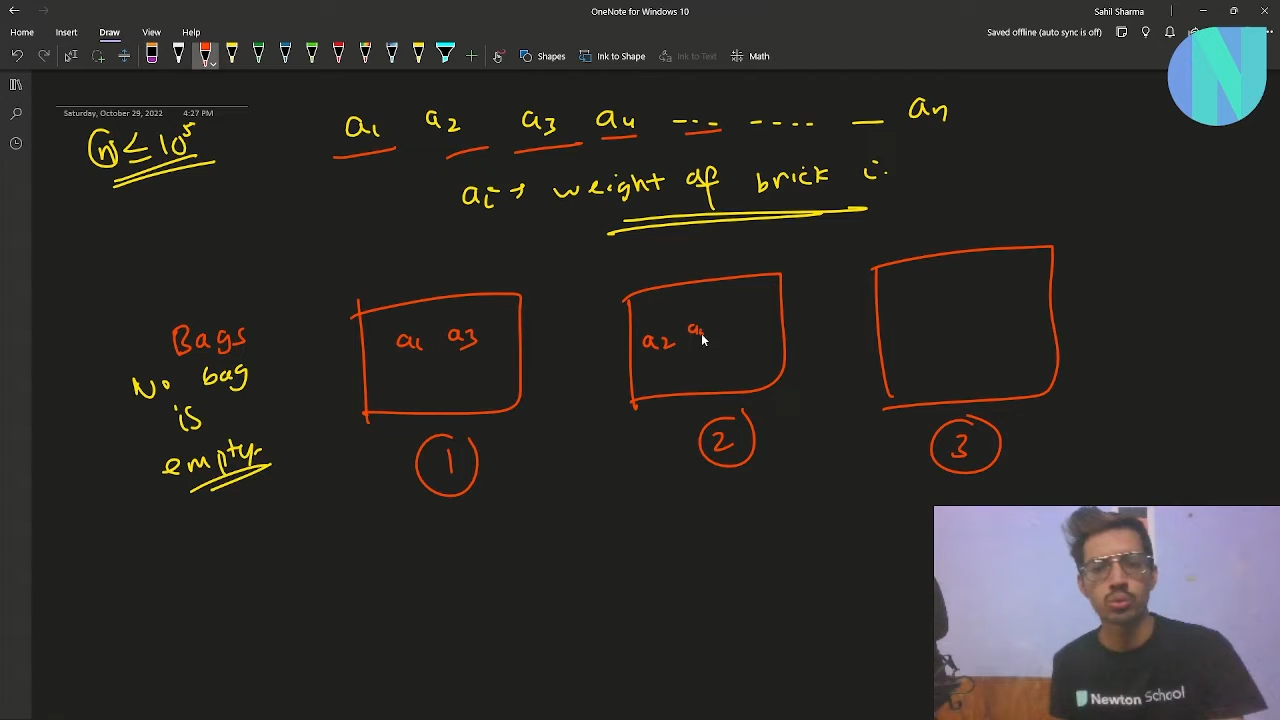 OneNote for Windows 10
Sahil Sharma
Home Insert Draw View Help
Saved offline (auto sync is off)
Shapes Ink to Shape Ink to Text Math
Saturday, October 29, 2022 4:27 PM
n ≤ 10^5
a1 a2 a3 a4 --- ---- — an
ai → weight of brick i.
Bags
No bag
is
empty.
a1 a3
a2 a4
1 2 3
N
Newton School